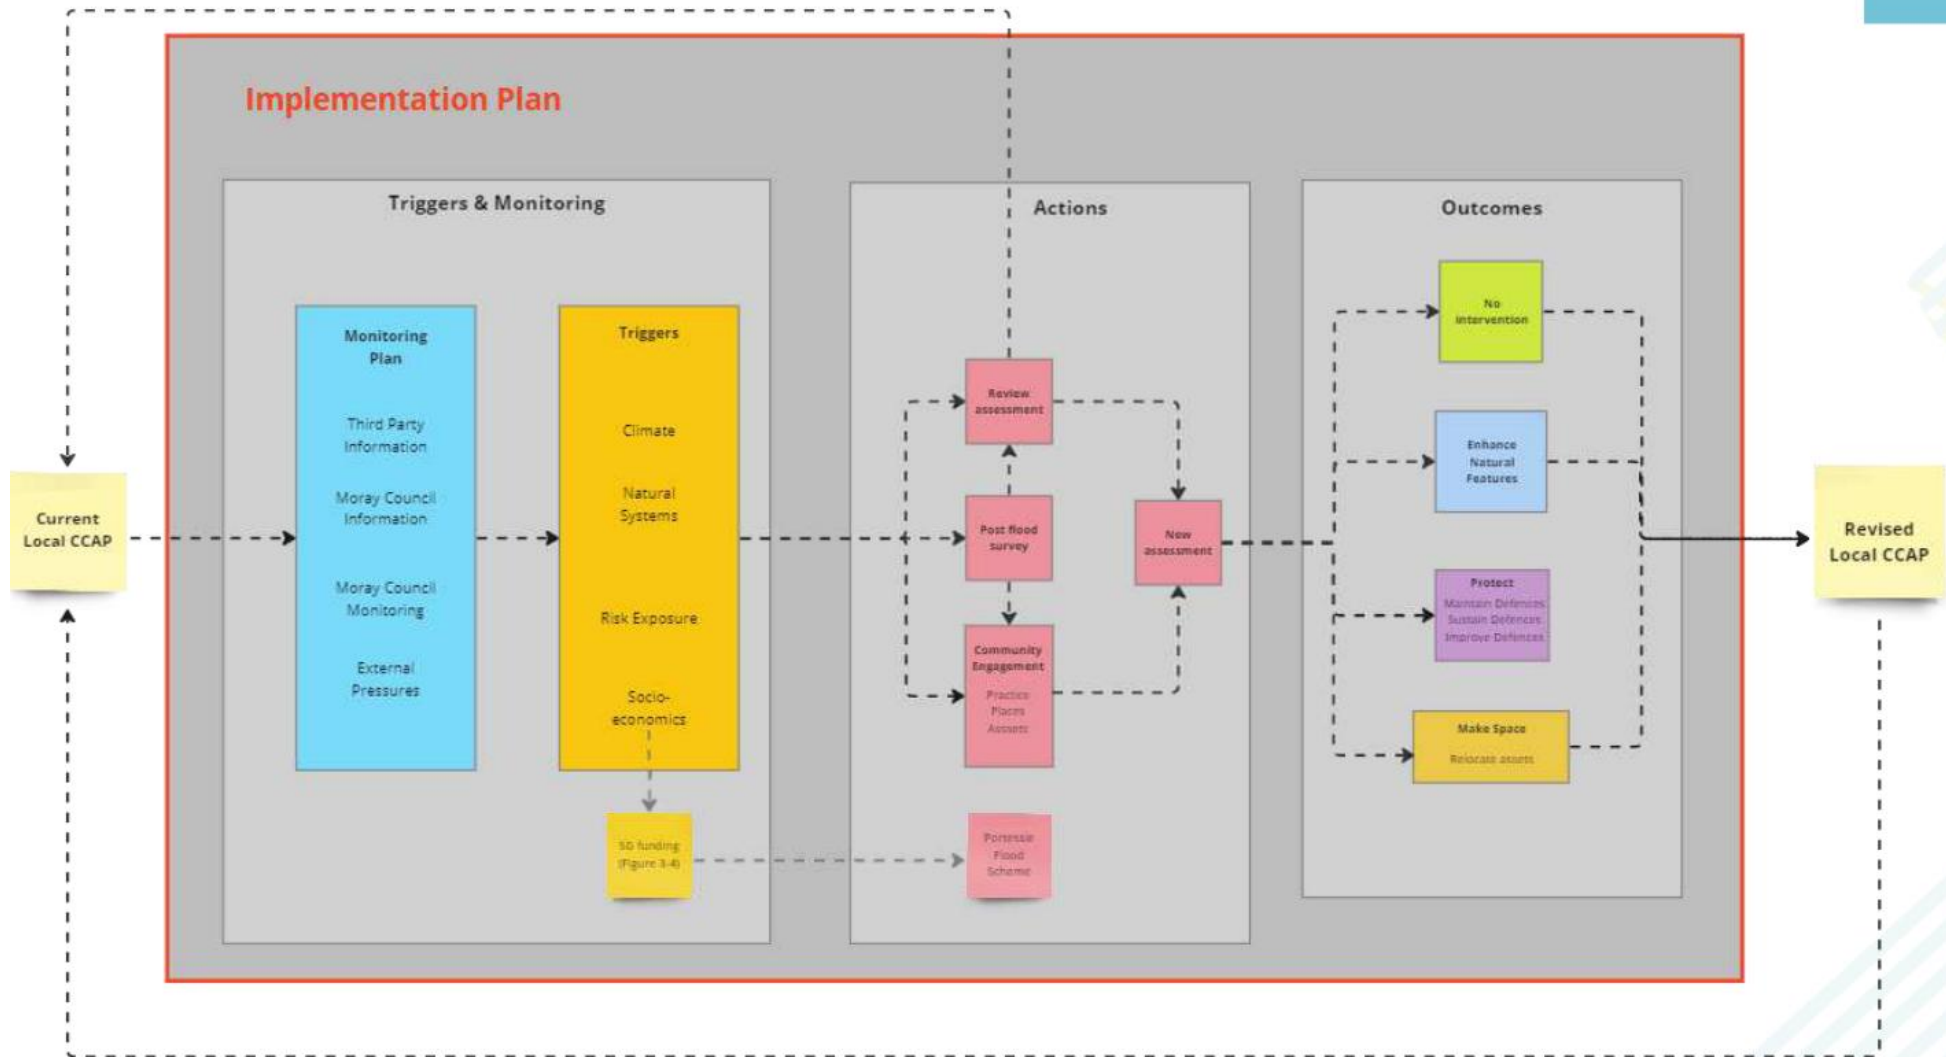 Implementation Plan
Triggers & Monitoring
Monitoring
Plan
Third Party
Information
Moray Council
Information
Moray Council
Monitoring
External
Pressures
Triggers
Climate
Natural
Systems
Risk Exposure
Socio-
economics
SG funding
(Figure 3-4)
Actions
Review
assessment
Post flood
survey
Community
Engagement
Practice
Places
Assets
New
assessment
Portessie
Flood
Scheme
Outcomes
No
Intervention
Enhance
Natural
Features
Protect
Maintain Defences
Sustain Defences
Improve Defences
Make Space
Relocate assets
Current
Local CCAP
Revised
Local CCAP